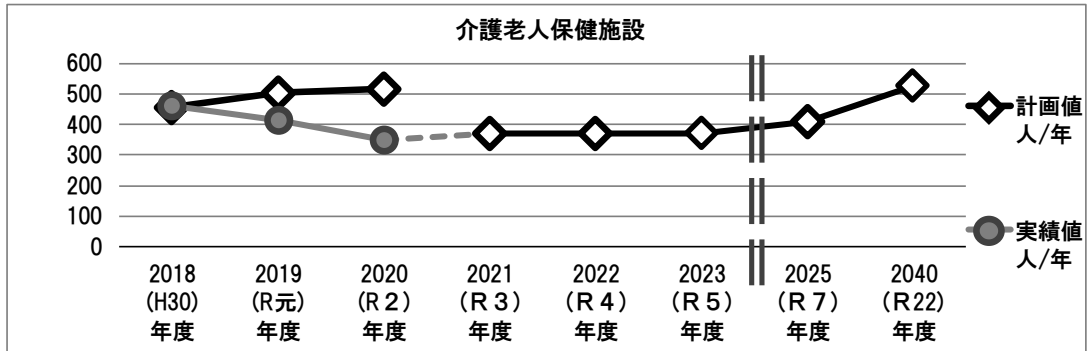 介護老人保健施設
600
500
400
300
200
100
0
2018 2019 2020 2021 2022 2023 2025 2040
(H30) (R元) (R2) (R3) (R4) (R5) (R7) (R22)
年度 年度 年度 年度 年度 年度 年度 年度
計画値
人/年
実績値
人/年